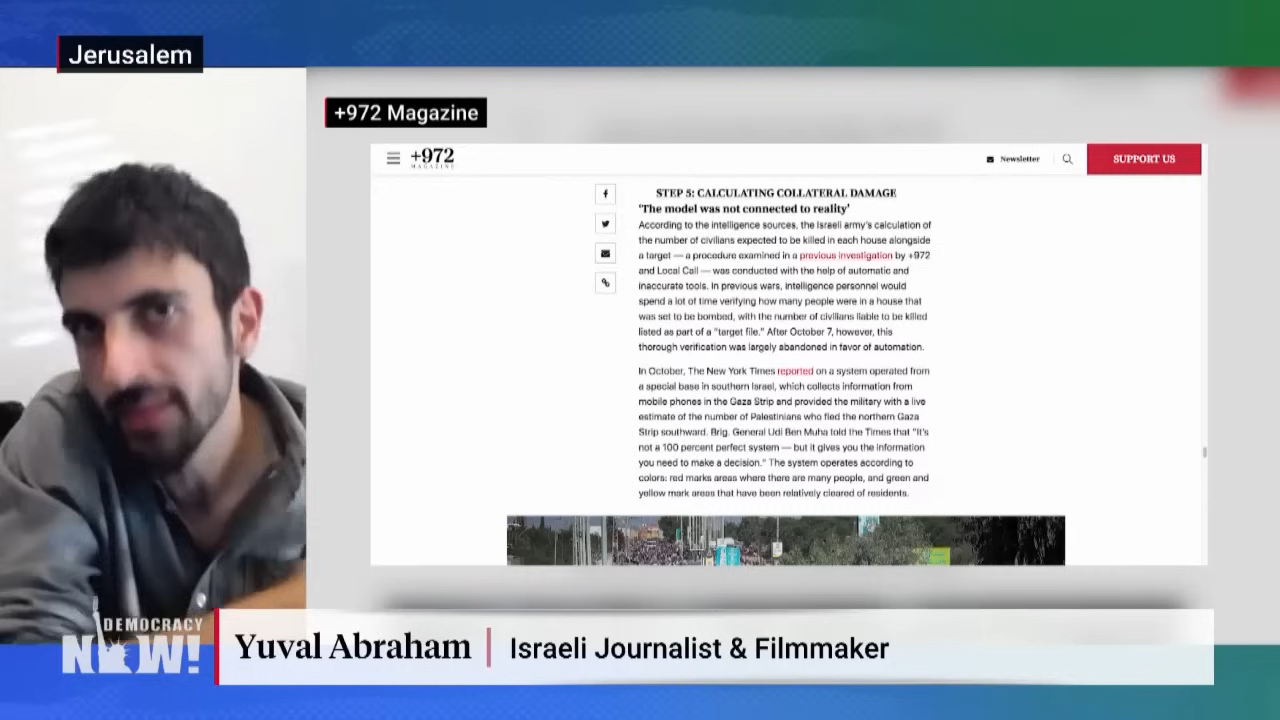 Jerusalem
+972 Magazine
+972
MAGAZINE
Newsletter
SUPPORT US
STEP 5: CALCULATING COLLATERAL DAMAGE
‘The model was not connected to reality’
According to the intelligence sources, the Israeli army’s calculation of
the number of civilians expected to be killed in each house alongside
a target — a procedure examined in a previous investigation by +972
and Local Call — was conducted with the help of automatic and
inaccurate tools. In previous wars, intelligence personnel would
spend a lot of time verifying how many people were in a house that
was set to be bombed, with the number of civilians liable to be killed
listed as part of a “target file.” After October 7, however, this
thorough verification was largely abandoned in favor of automation.
In October, The New York Times reported on a system operated from
a special base in southern Israel, which collects information from
mobile phones in the Gaza Strip and provided the military with a live
estimate of the number of Palestinians who fled the northern Gaza
Strip southward. Brig. General Udi Ben Muha told the Times that “It’s
not a 100 percent perfect system — but it gives you the information
you need to make a decision.” The system operates according to
colors: red marks areas where there are many people, and green and
yellow mark areas that have been relatively cleared of residents.
DEMOCRACY
NOW!
Yuval Abraham
Israeli Journalist & Filmmaker